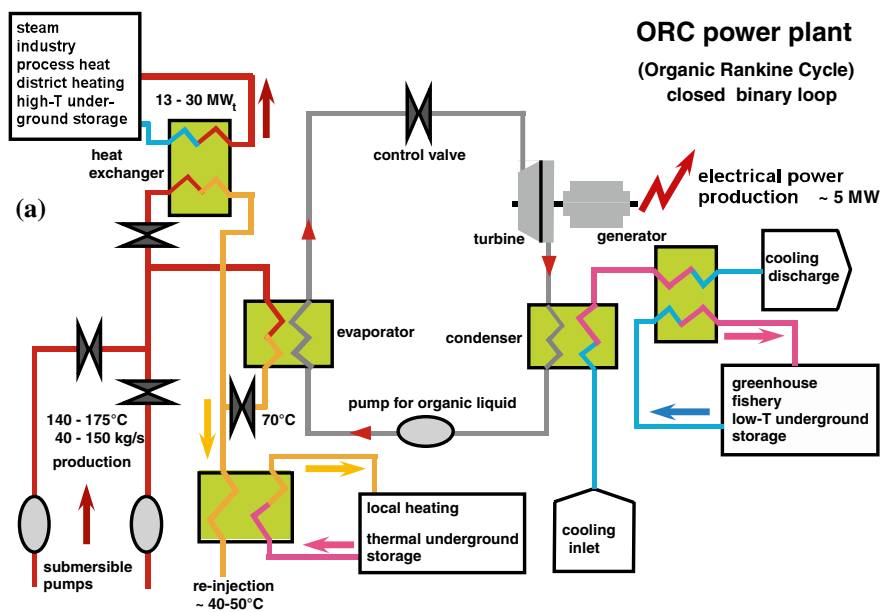 steam
industry
process heat
district heating
high-T under-
ground storage
13 - 30 MWt
heat
exchanger
(a)
ORC power plant
(Organic Rankine Cycle)
closed binary loop
control valve
electrical power
production ~ 5 MW
turbine
generator
cooling
discharge
evaporator
condenser
140 - 175°C
40 - 150 kg/s
production
70°C
pump for organic liquid
greenhouse
fishery
low-T underground
storage
local heating
thermal underground
storage
cooling
inlet
submersible
pumps
re-injection
~ 40-50°C